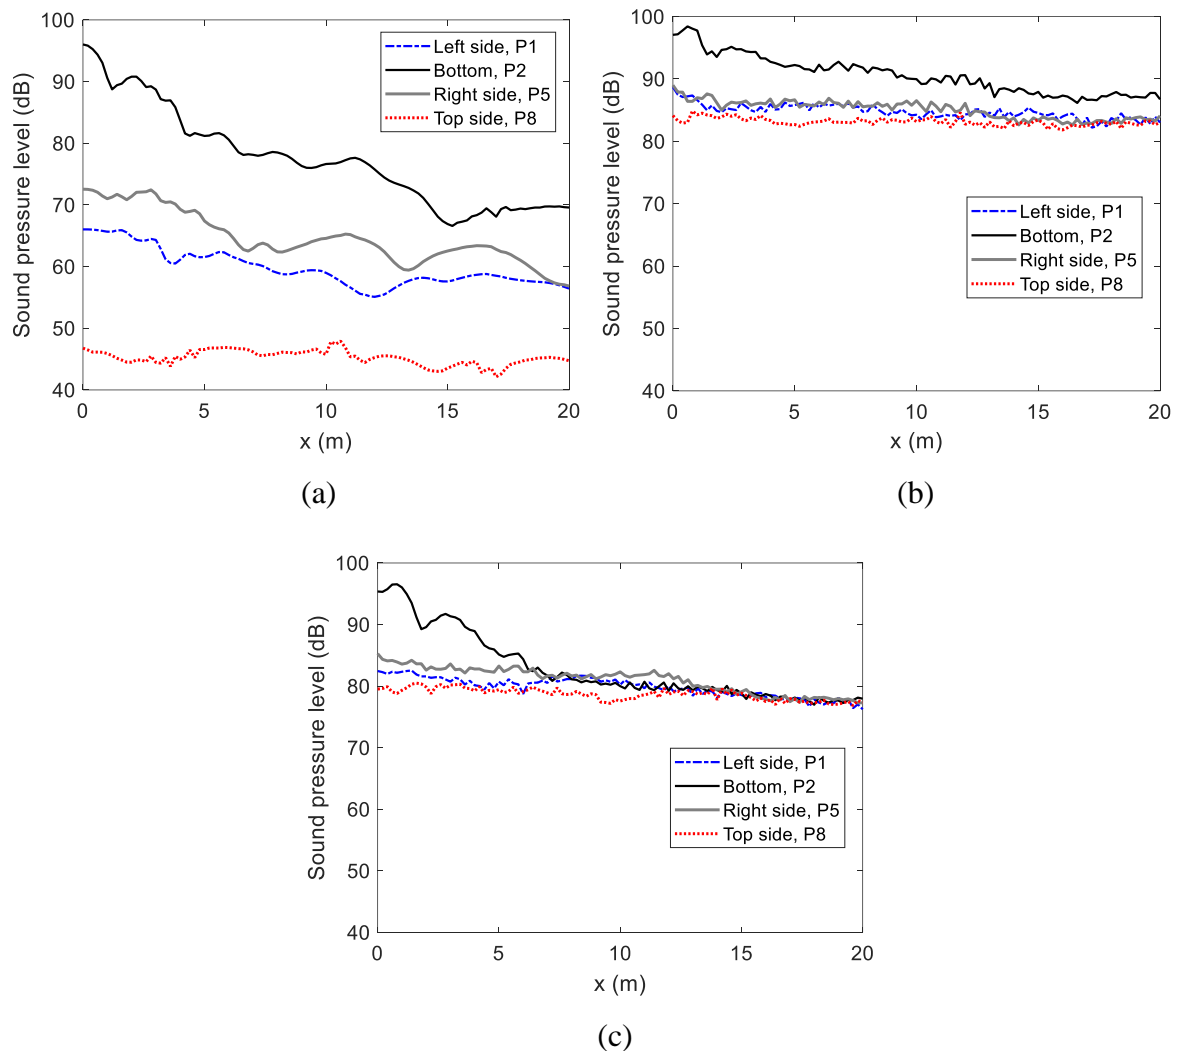 100
90
80
70
60
50
40
Sound pressure level (dB)
Left side, P1
Bottom, P2
Right side, P5
Top side, P8
0 5 10 15 20
x (m)
(a)
100
90
80
70
60
50
40
Sound pressure level (dB)
Left side, P1
Bottom, P2
Right side, P5
Top side, P8
0 5 10 15 20
x (m)
(b)
100
90
80
70
60
50
40
Sound pressure level (dB)
Left side, P1
Bottom, P2
Right side, P5
Top side, P8
0 5 10 15 20
x (m)
(c)